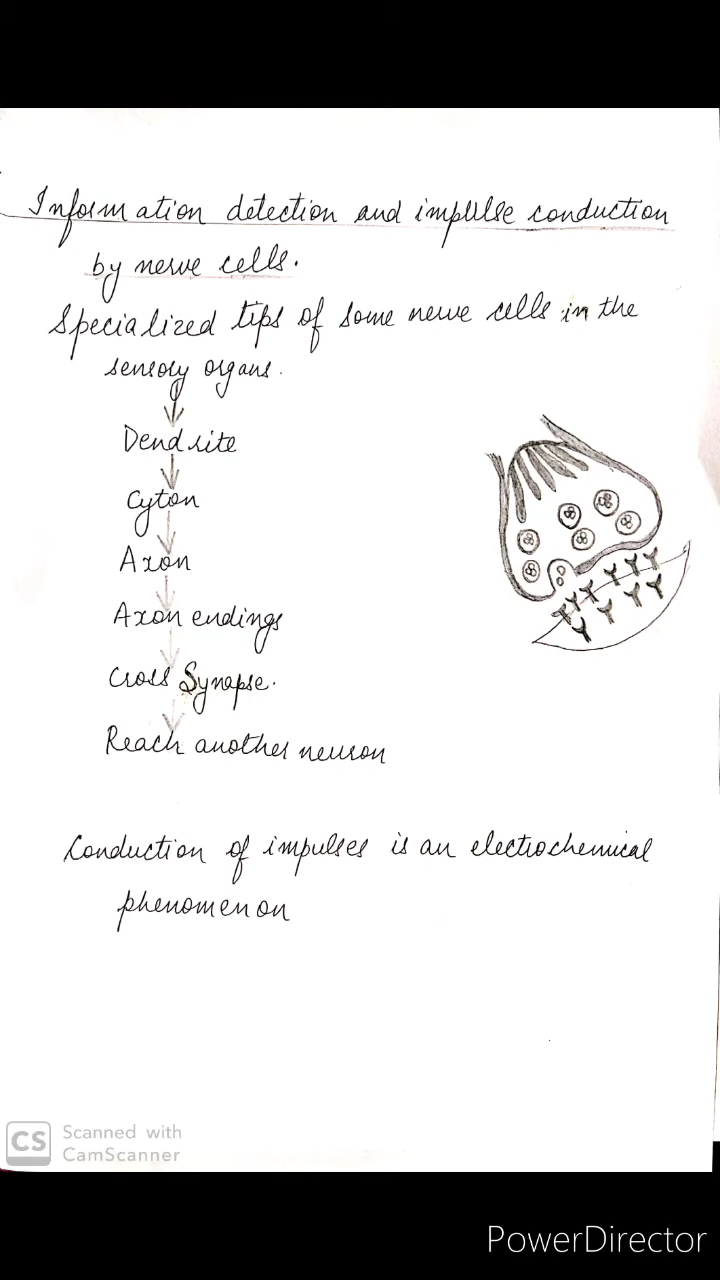 Information detection and impulse conduction
by nerve cells.
Specialized tips of some nerve cells in the
sensory organs.
Dendrite
Cyton
Axon
Axon endings
Cross Synapse.
Reach another neuron
Conduction of impulses is an electrochemical
phenomenon
CS Scanned with
CamScanner
PowerDirector